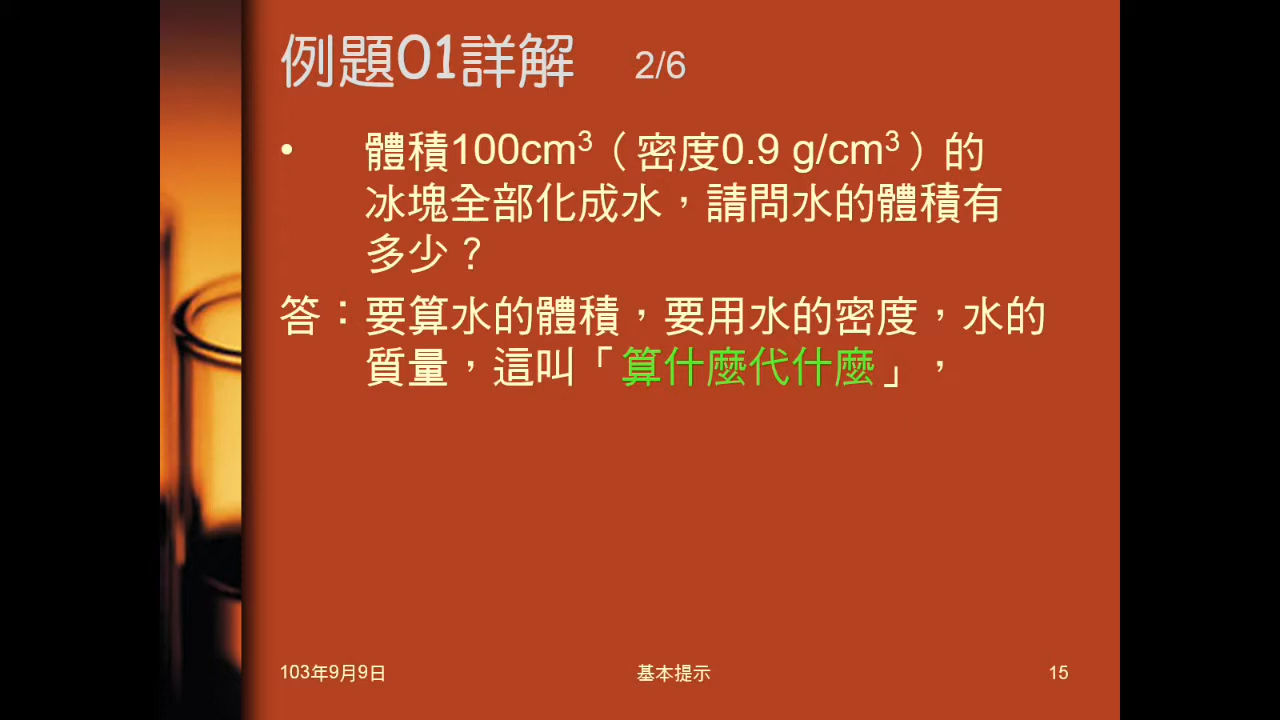 例題01詳解 2/6
• 體積100cm³（密度0.9 g/cm³）的
冰塊全部化成水，請問水的體積有
多少？
答：要算水的體積，要用水的密度，水的
質量，這叫「算什麼代什麼」，
103年9月9日 基本提示 15